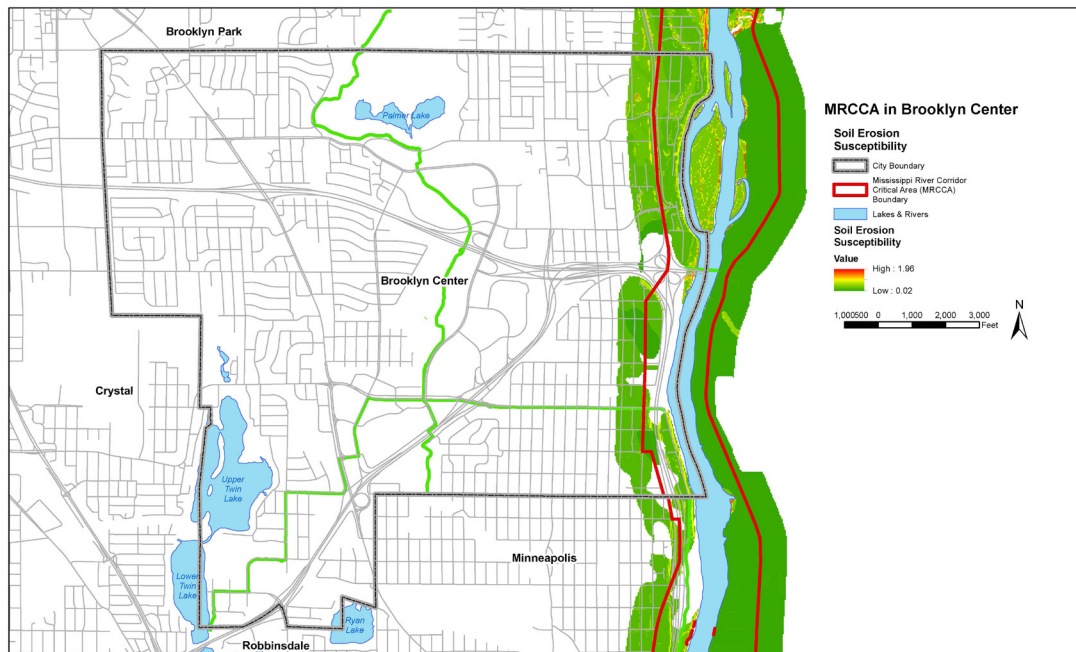 Brooklyn Park
Palmer Lake
MRCCA in Brooklyn Center
Soil Erosion
Susceptibility
City Boundary
Mississippi River Corridor
Critical Area (MRCCA)
Boundary
Lakes & Rivers
Soil Erosion
Susceptibility
Value
High : 1.96
Low : 0.02
N
1,000500 0 1,000 2,000 3,000
Feet
Brooklyn Center
Crystal
Upper
Twin
Lake
Lower
Twin
Lake
Minneapolis
Ryan
Lake
Robbinsdale